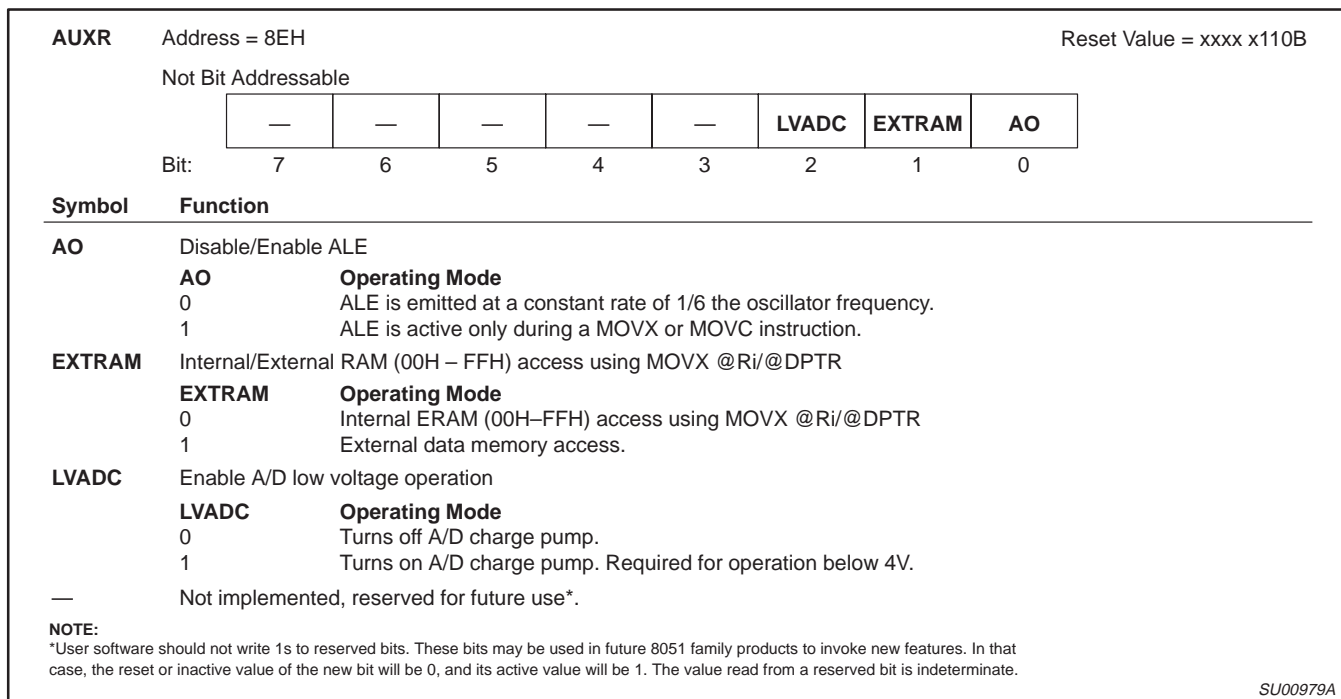 AUXR Address = 8EH Reset Value = xxxx x110B
Not Bit Addressable
— — — — — LVADC EXTRAM AO
Bit: 7 6 5 4 3 2 1 0
Symbol Function
AO Disable/Enable ALE
AO Operating Mode
0 ALE is emitted at a constant rate of 1/6 the oscillator frequency.
1 ALE is active only during a MOVX or MOVC instruction.
EXTRAM Internal/External RAM (00H – FFH) access using MOVX @Ri/@DPTR
EXTRAM Operating Mode
0 Internal ERAM (00H–FFH) access using MOVX @Ri/@DPTR
1 External data memory access.
LVADC Enable A/D low voltage operation
LVADC Operating Mode
0 Turns off A/D charge pump.
1 Turns on A/D charge pump. Required for operation below 4V.
— Not implemented, reserved for future use*.
NOTE:
*User software should not write 1s to reserved bits. These bits may be used in future 8051 family products to invoke new features. In that
case, the reset or inactive value of the new bit will be 0, and its active value will be 1. The value read from a reserved bit is indeterminate.
SU00979A